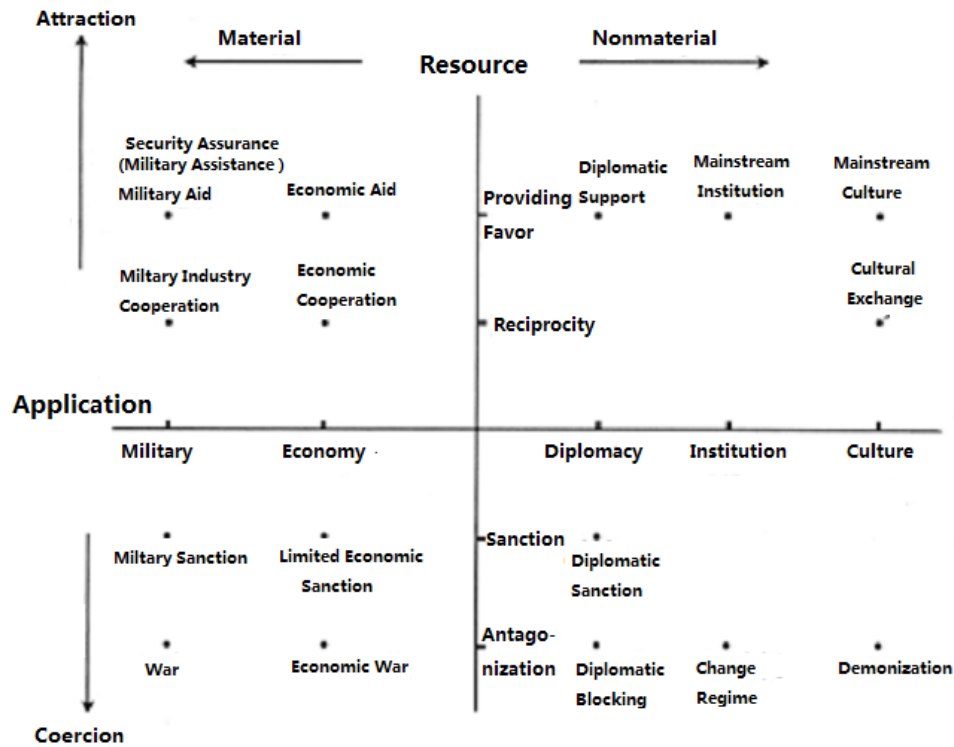 Attraction
Material
Nonmaterial
Resource
Security Assurance
(Military Assistance )
Military Aid
Economic Aid
Providing
Favor
Diplomatic
Support
Mainstream
Institution
Mainstream
Culture
Miltary Industry
Cooperation
Economic
Cooperation
Reciprocity
Cultural
Exchange
Application
Military
Economy
Diplomacy
Institution
Culture
Miltary Sanction
Limited Economic
Sanction
Sanction
Diplomatic
Sanction
War
Economic War
Antago-
nization
Diplomatic
Blocking
Change
Regime
Demonization
Coercion